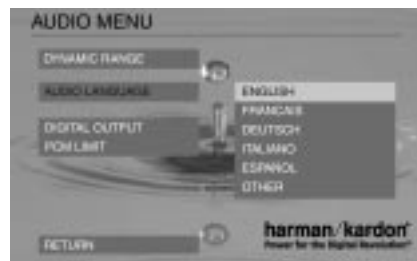 AUDIO MENU
DYNAMIC RANGE
AUDIO LANGUAGE
DIGITAL OUTPUT
PCM LIMIT
ENGLISH
FRANCAIS
DEUTSCH
ITALIANO
ESPANOL
OTHER
RETURN
harman/kardon
Power for the Digital Revolution